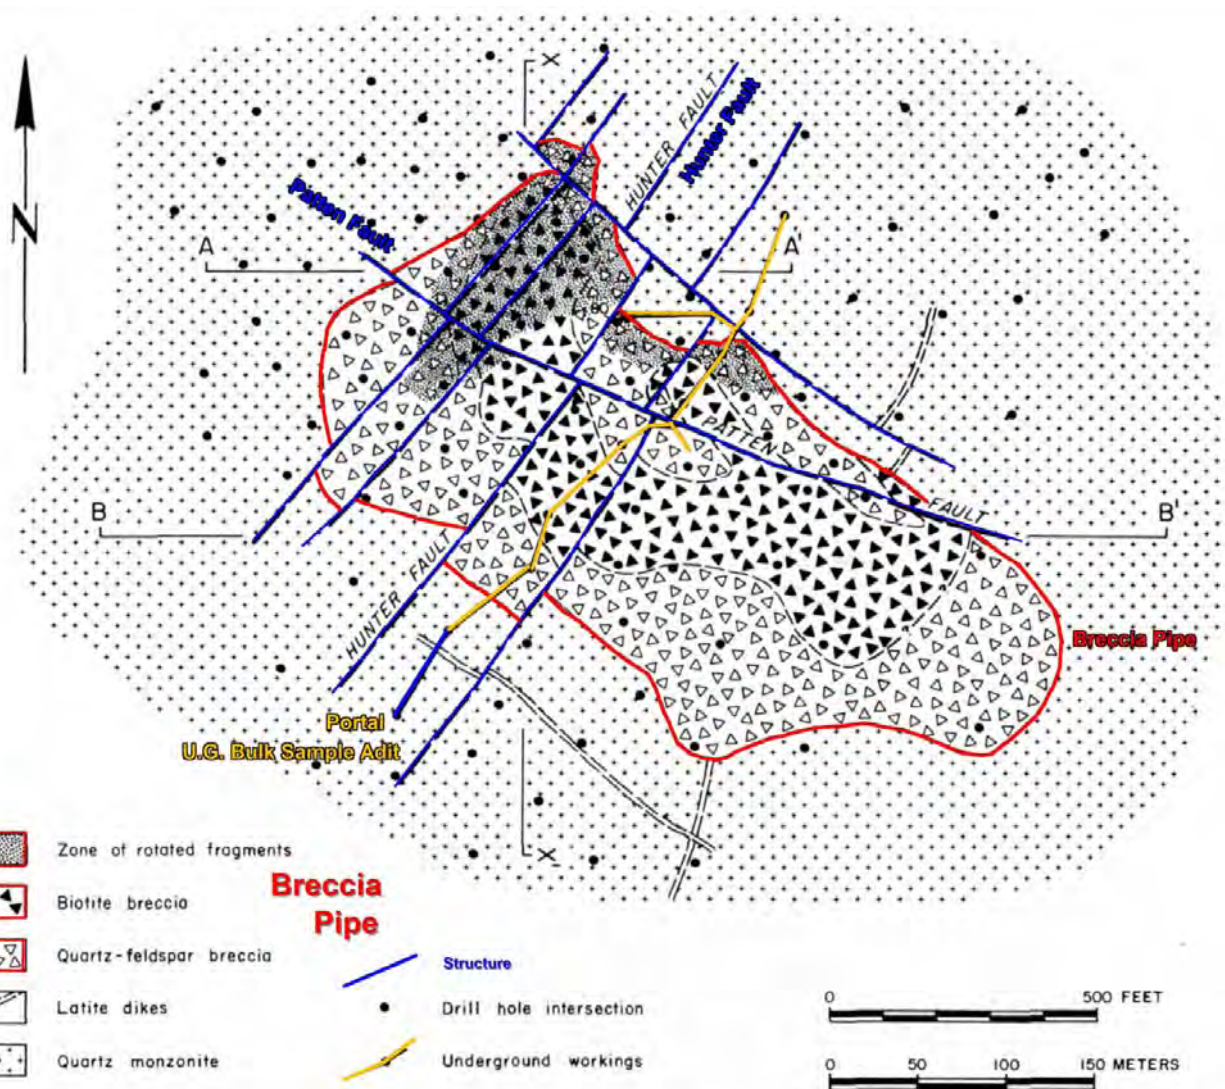 X
HUNTER FAULT
Hunter Fault
N
Patten Fault
A
A'
PATTEN
FAULT
B
B'
HUNTER FAULT
Breccia Pipe
Portal
U.G. Bulk Sample Adit
X
Zone of rotated fragments
Biotite breccia
Breccia
Pipe
Quartz-feldspar breccia
Structure
Latite dikes
Drill hole intersection
Quartz monzonite
Underground workings
0 500 FEET
0 50 100 150 METERS